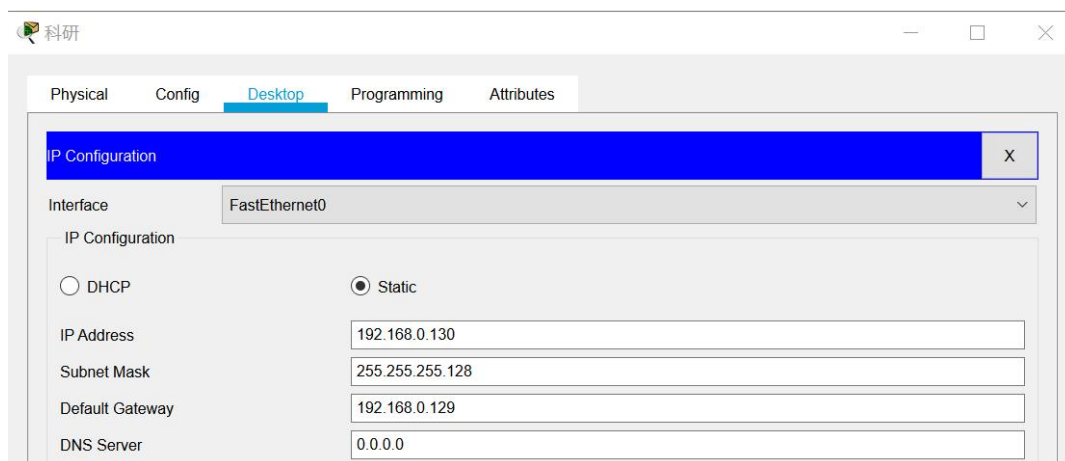 科研
Physical Config Desktop Programming Attributes
IP Configuration X
Interface FastEthernet0
IP Configuration
DHCP Static
IP Address 192.168.0.130
Subnet Mask 255.255.255.128
Default Gateway 192.168.0.129
DNS Server 0.0.0.0